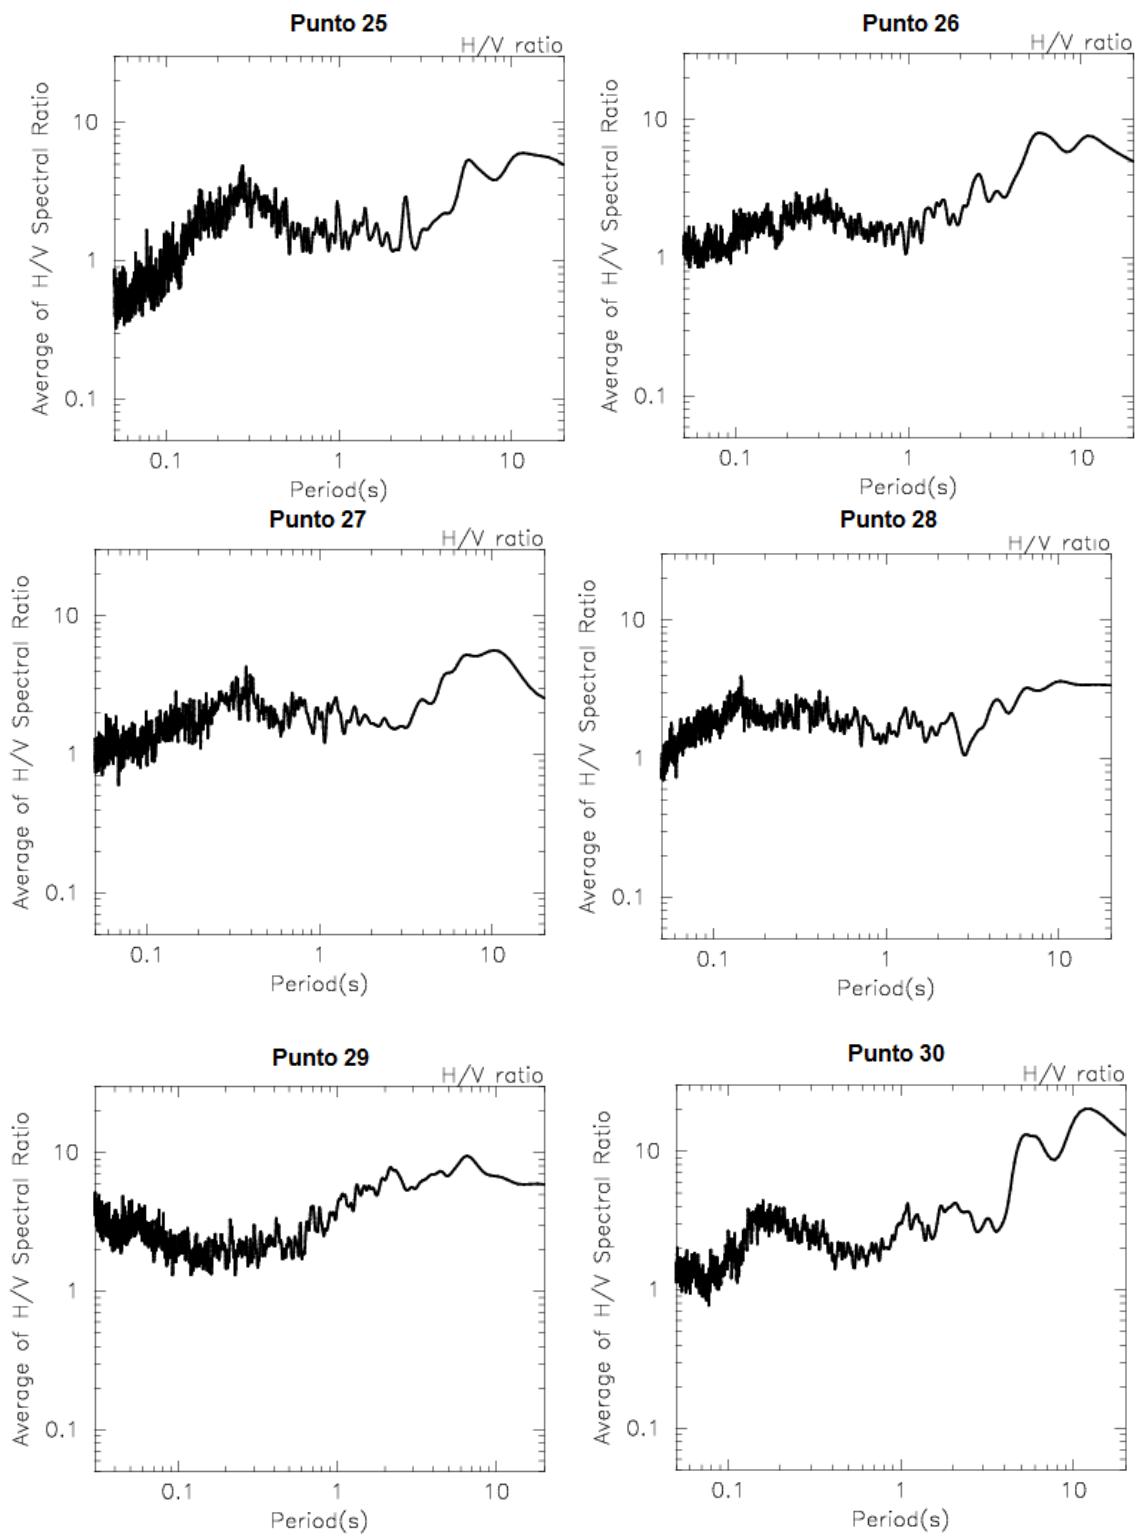 Punto 25
H/V ratio
Average of H/V Spectral Ratio
10
1
0.1
0.1 1 10
Period(s)
Punto 26
H/V ratio
Average of H/V Spectral Ratio
10
1
0.1
0.1 1 10
Period(s)
Punto 27
H/V ratio
Average of H/V Spectral Ratio
10
1
0.1
0.1 1 10
Period(s)
Punto 28
H/V ratio
Average of H/V Spectral Ratio
10
1
0.1
0.1 1 10
Period(s)
Punto 29
H/V ratio
Average of H/V Spectral Ratio
10
1
0.1
0.1 1 10
Period(s)
Punto 30
H/V ratio
Average of H/V Spectral Ratio
10
1
0.1
0.1 1 10
Period(s)